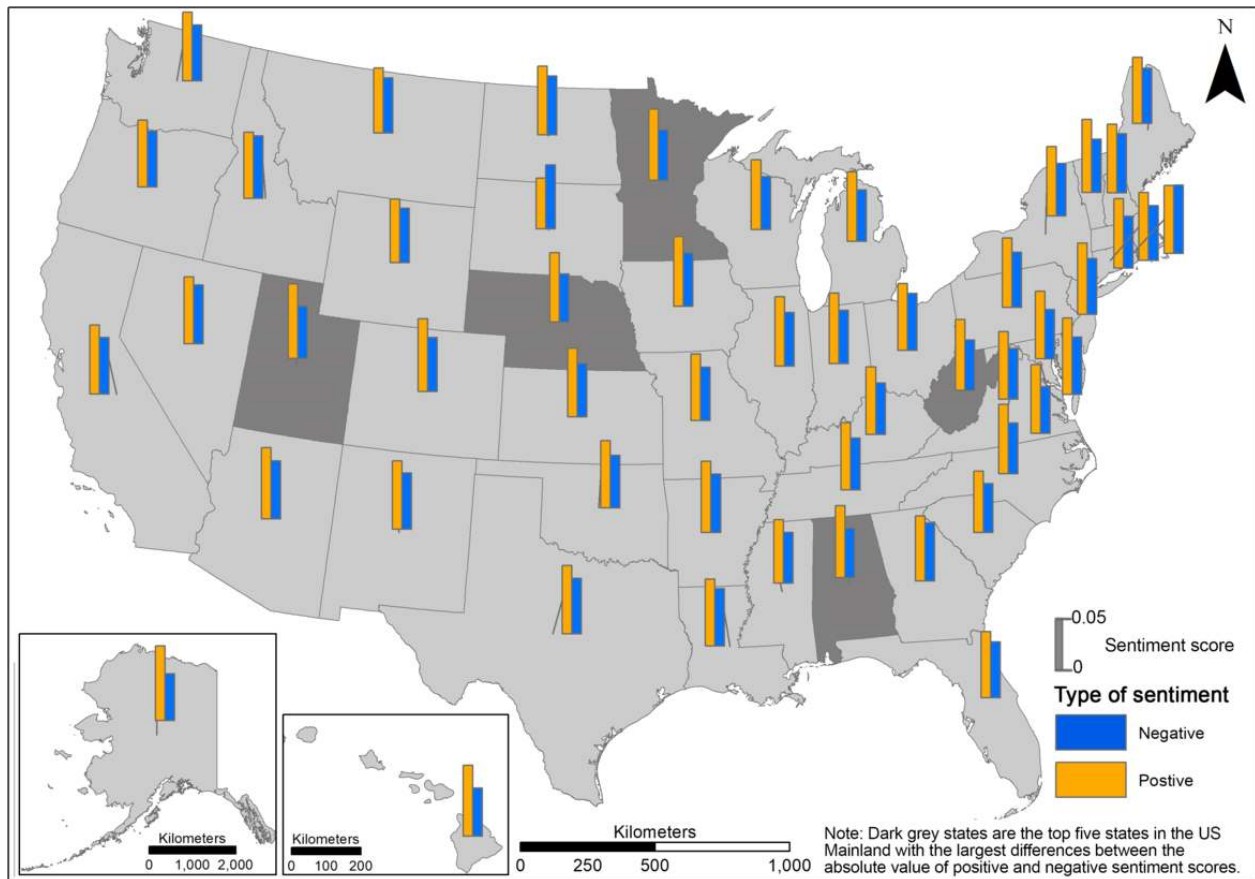 N
0.05
Sentiment score
0
Type of sentiment
Negative
Postive
Kilometers
0 1,000 2,000
Kilometers
0 100 200
Kilometers
0 250 500 1,000
Note: Dark grey states are the top five states in the US
Mainland with the largest differences between the
absolute value of positive and negative sentiment scores.